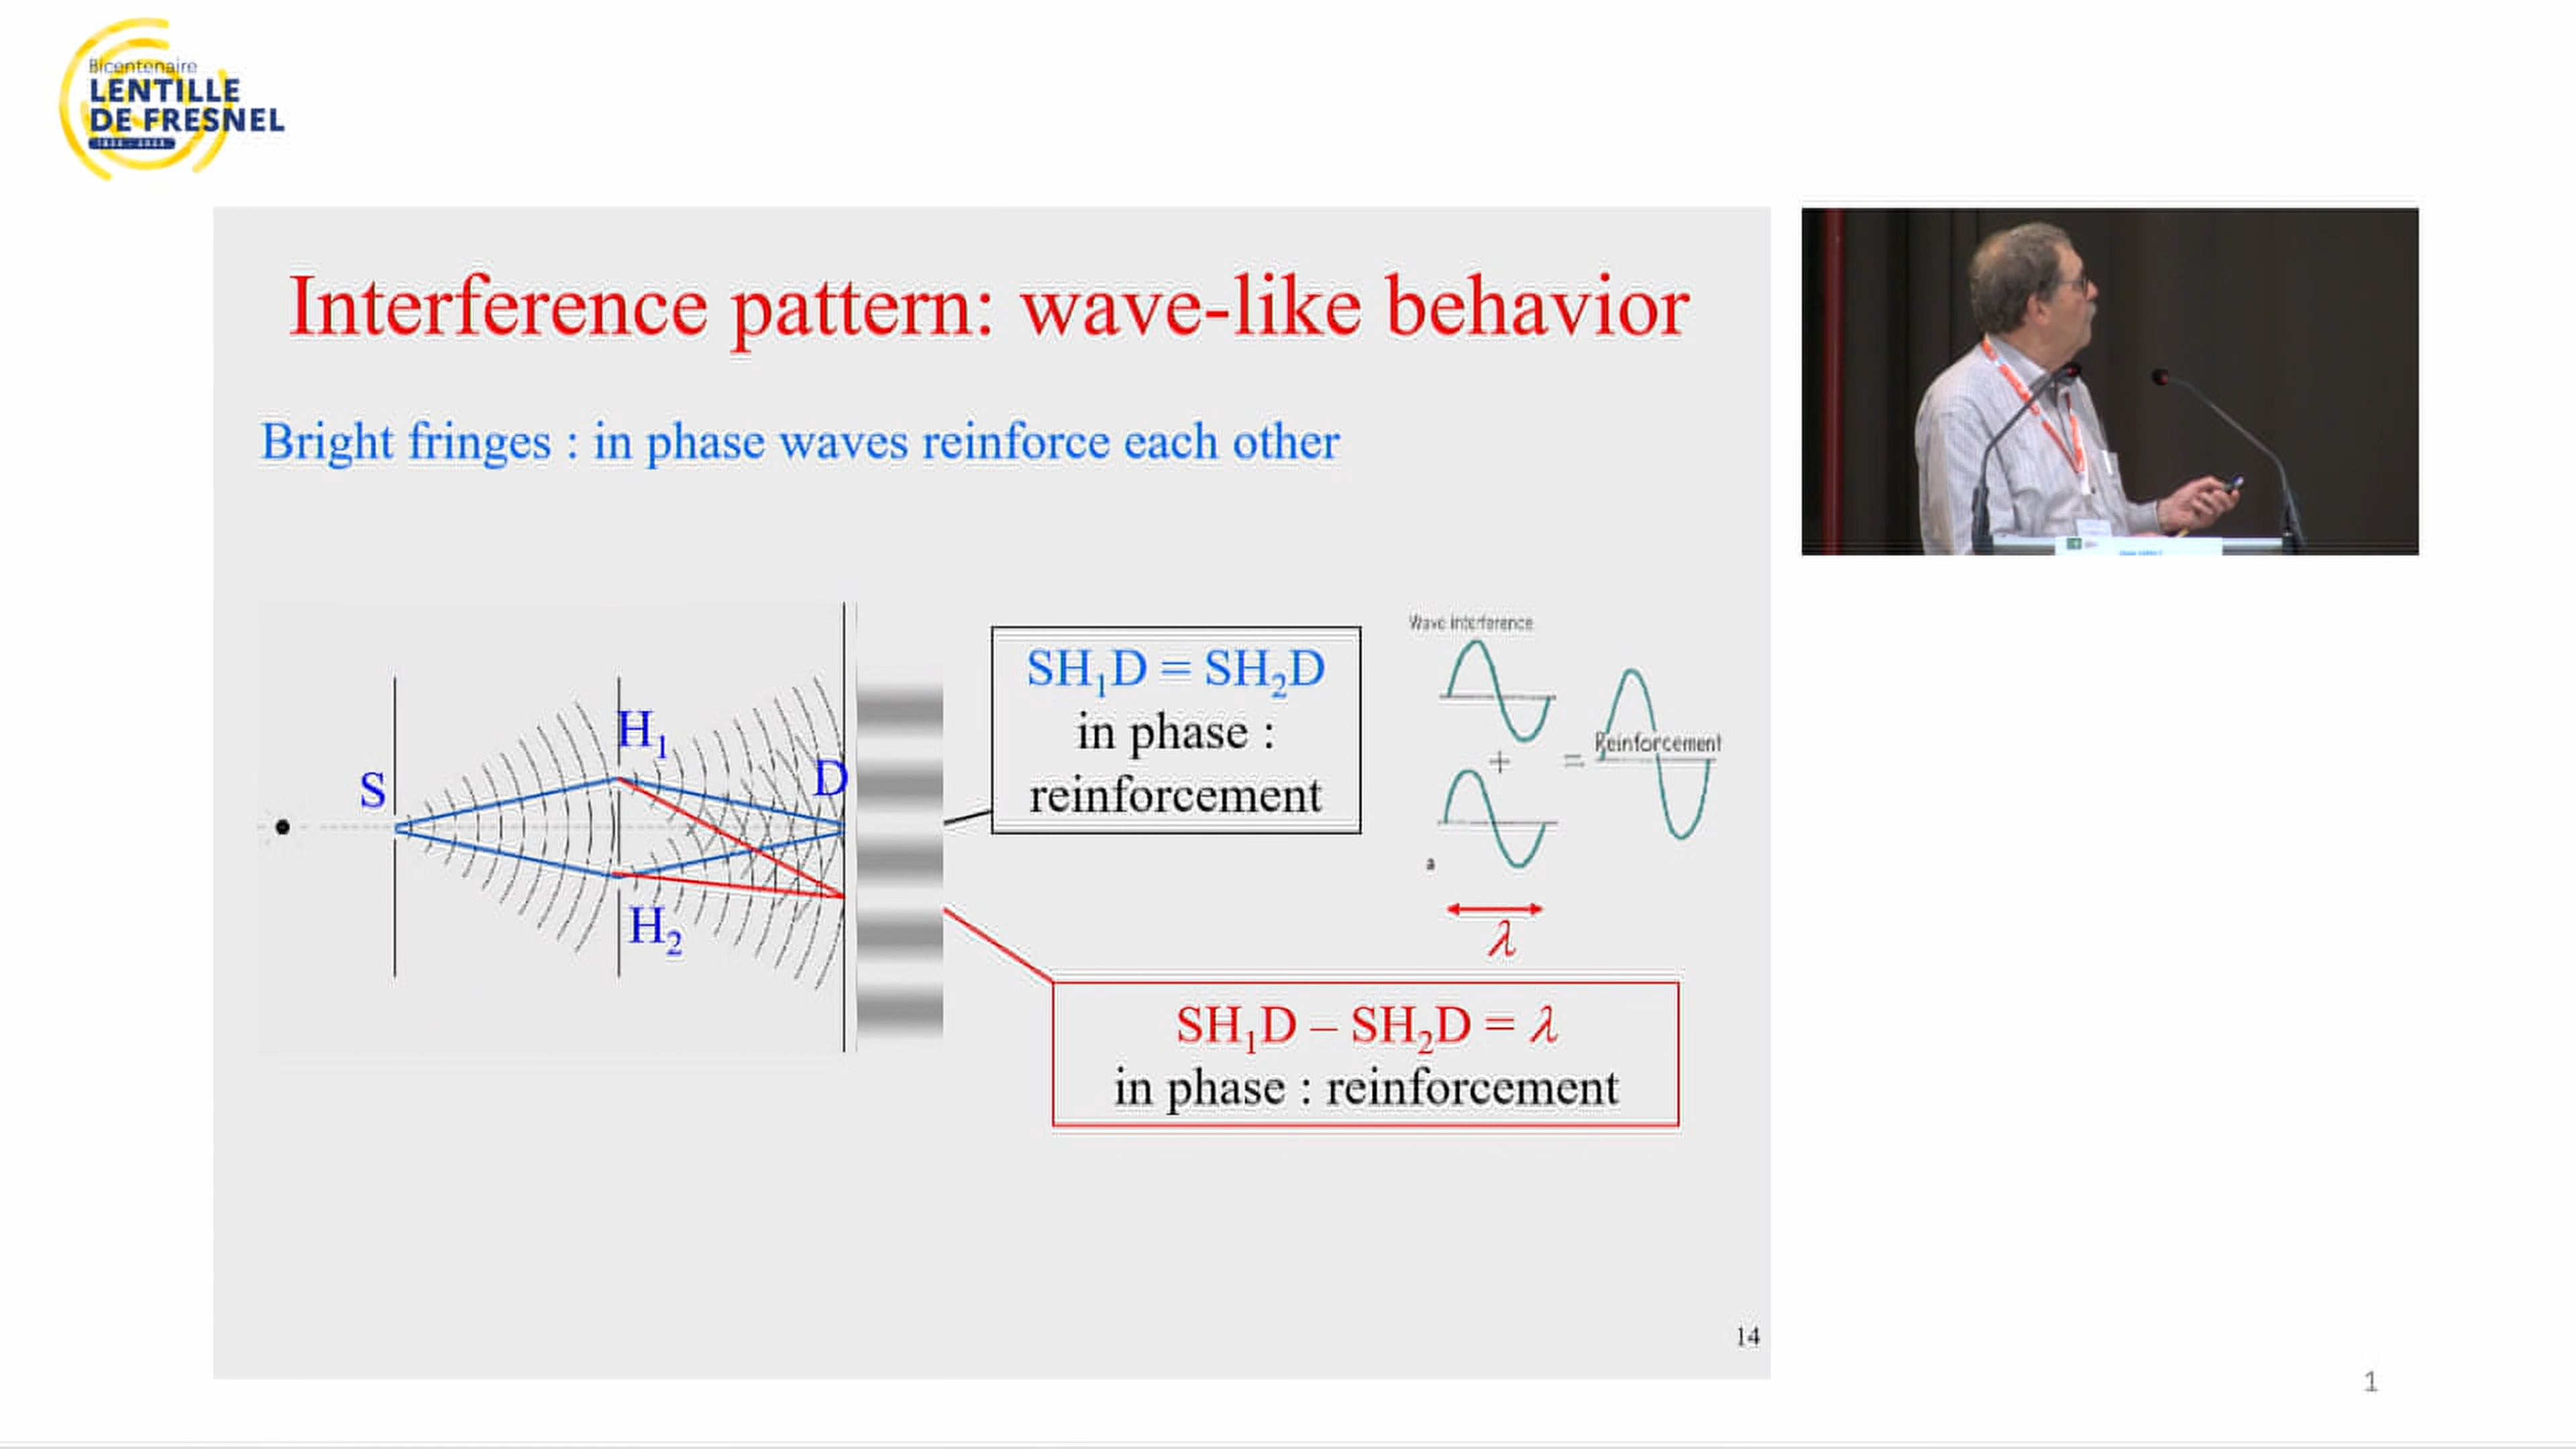 Bicentenaire
LENTILLE
DE FRESNEL
Interference pattern: wave-like behavior
Bright fringes : in phase waves reinforce each other
SH₁D = SH₂D
in phase :
reinforcement
Wave interference
+
=
Reinforcement
a
λ
S
H₁
D
H₂
SH₁D – SH₂D = λ
in phase : reinforcement
14
1